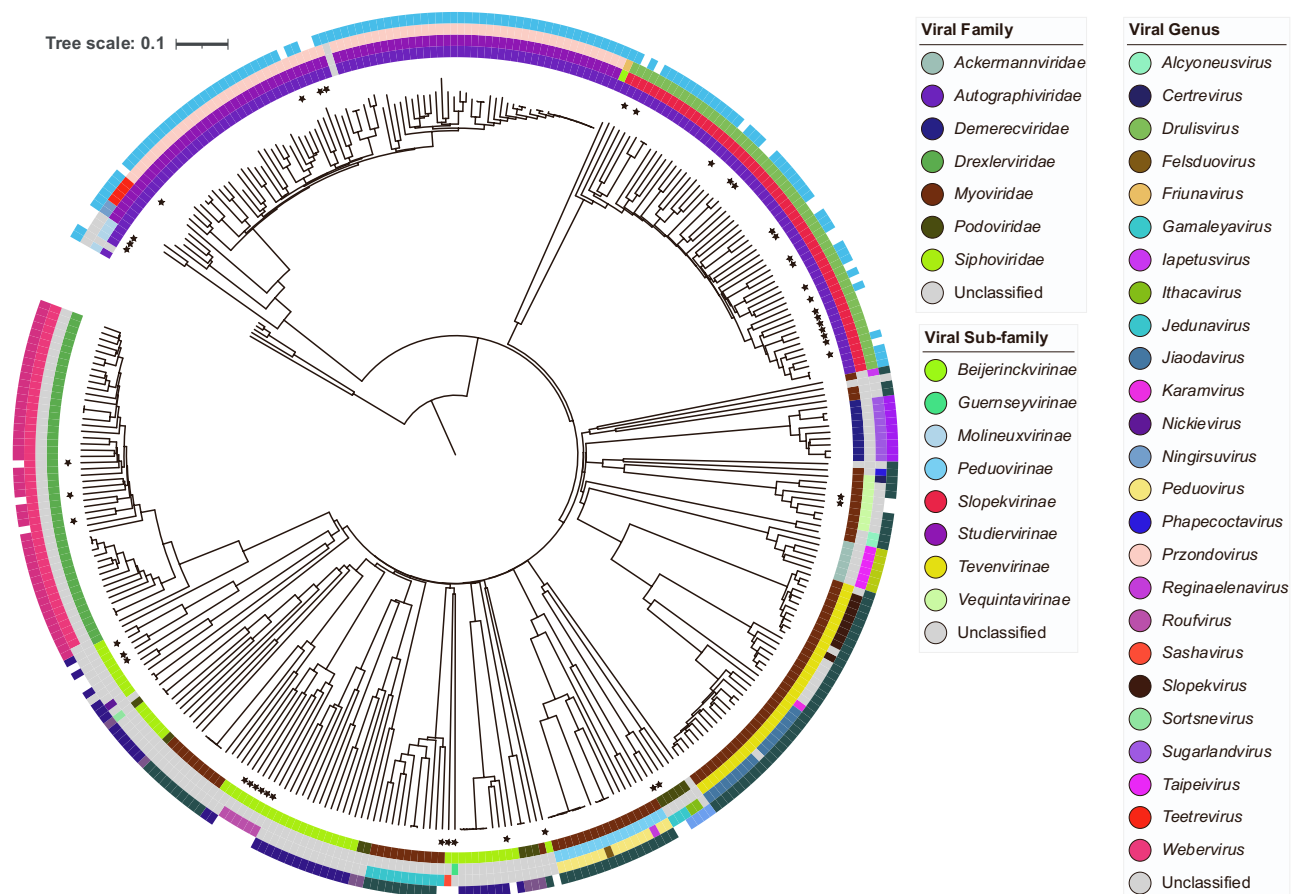 Tree scale: 0.1
Viral Family
Ackermannviridae
Autographiviridae
Demerecviridae
Drexlerviridae
Myoviridae
Podoviridae
Siphoviridae
Unclassified
Viral Sub-family
Beijerinckvirinae
Guernseyvirinae
Molineuxvirinae
Peduovirinae
Slopekvirinae
Studiervirinae
Tevenvirinae
Vequintavirinae
Unclassified
Viral Genus
Alcyoneusvirus
Certrevirus
Drulisvirus
Felsduovirus
Friunavirus
Gamaleyavirus
Iapetusvirus
Ithacavirus
Jedunavirus
Jiaodavirus
Karamvirus
Nickievirus
Ningirsuvirus
Peduovirus
Phapecoctavirus
Przondovirus
Reginaelenavirus
Roufvirus
Sashavirus
Slopekvirus
Sortsnevirus
Sugarlandvirus
Taipeivirus
Teetrevirus
Webervirus
Unclassified